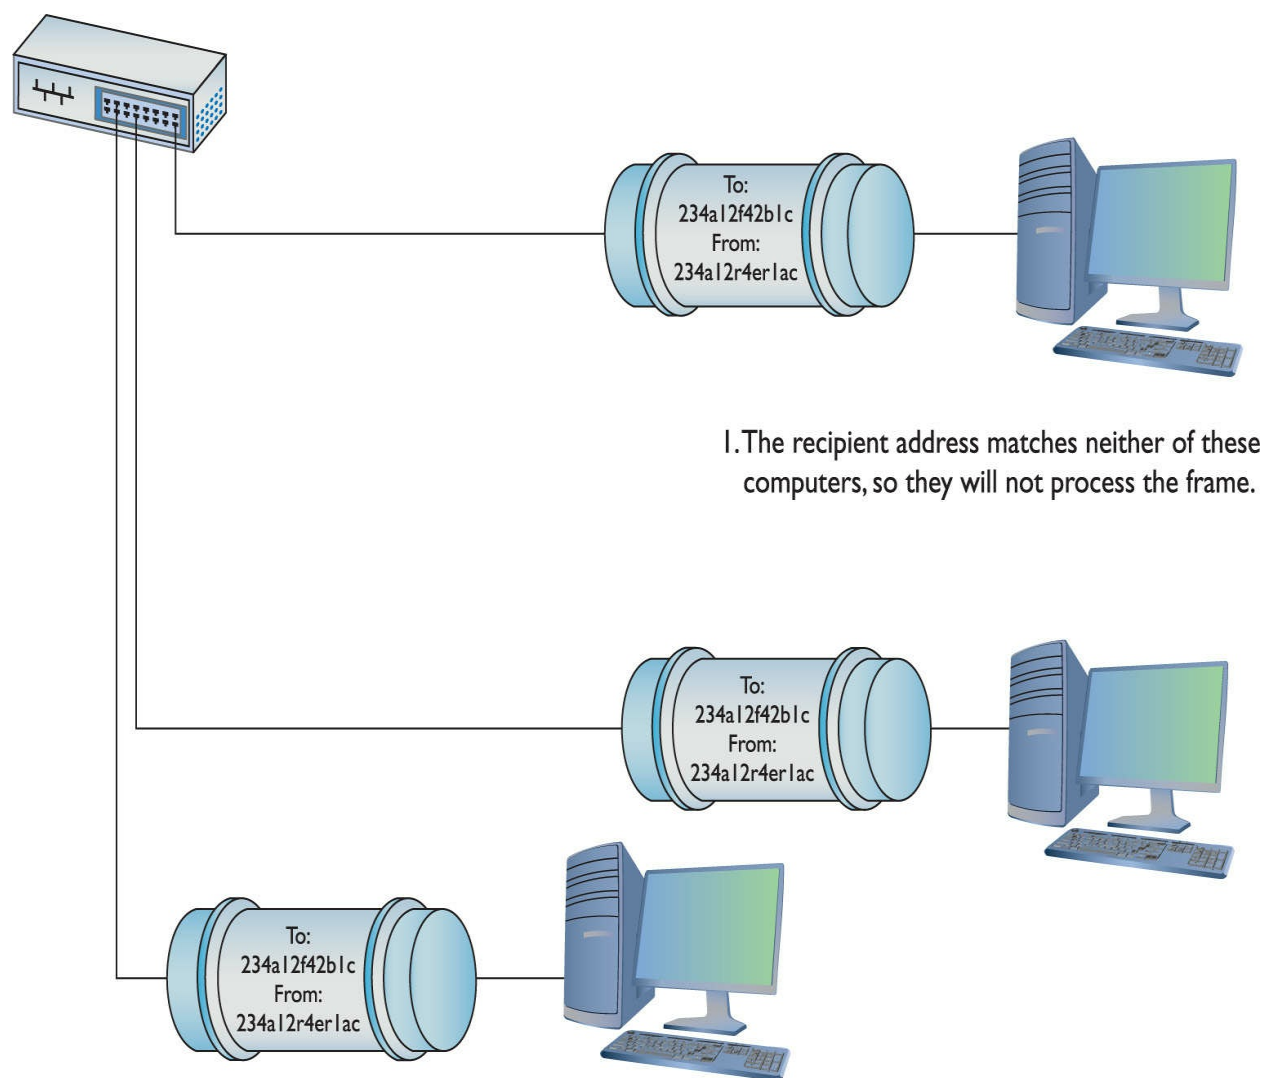 To:
234a12f42b1c
From:
234a12r4er1ac
1. The recipient address matches neither of these
computers, so they will not process the frame.
To:
234a12f42b1c
From:
234a12r4er1ac
To:
234a12f42b1c
From:
234a12r4er1ac